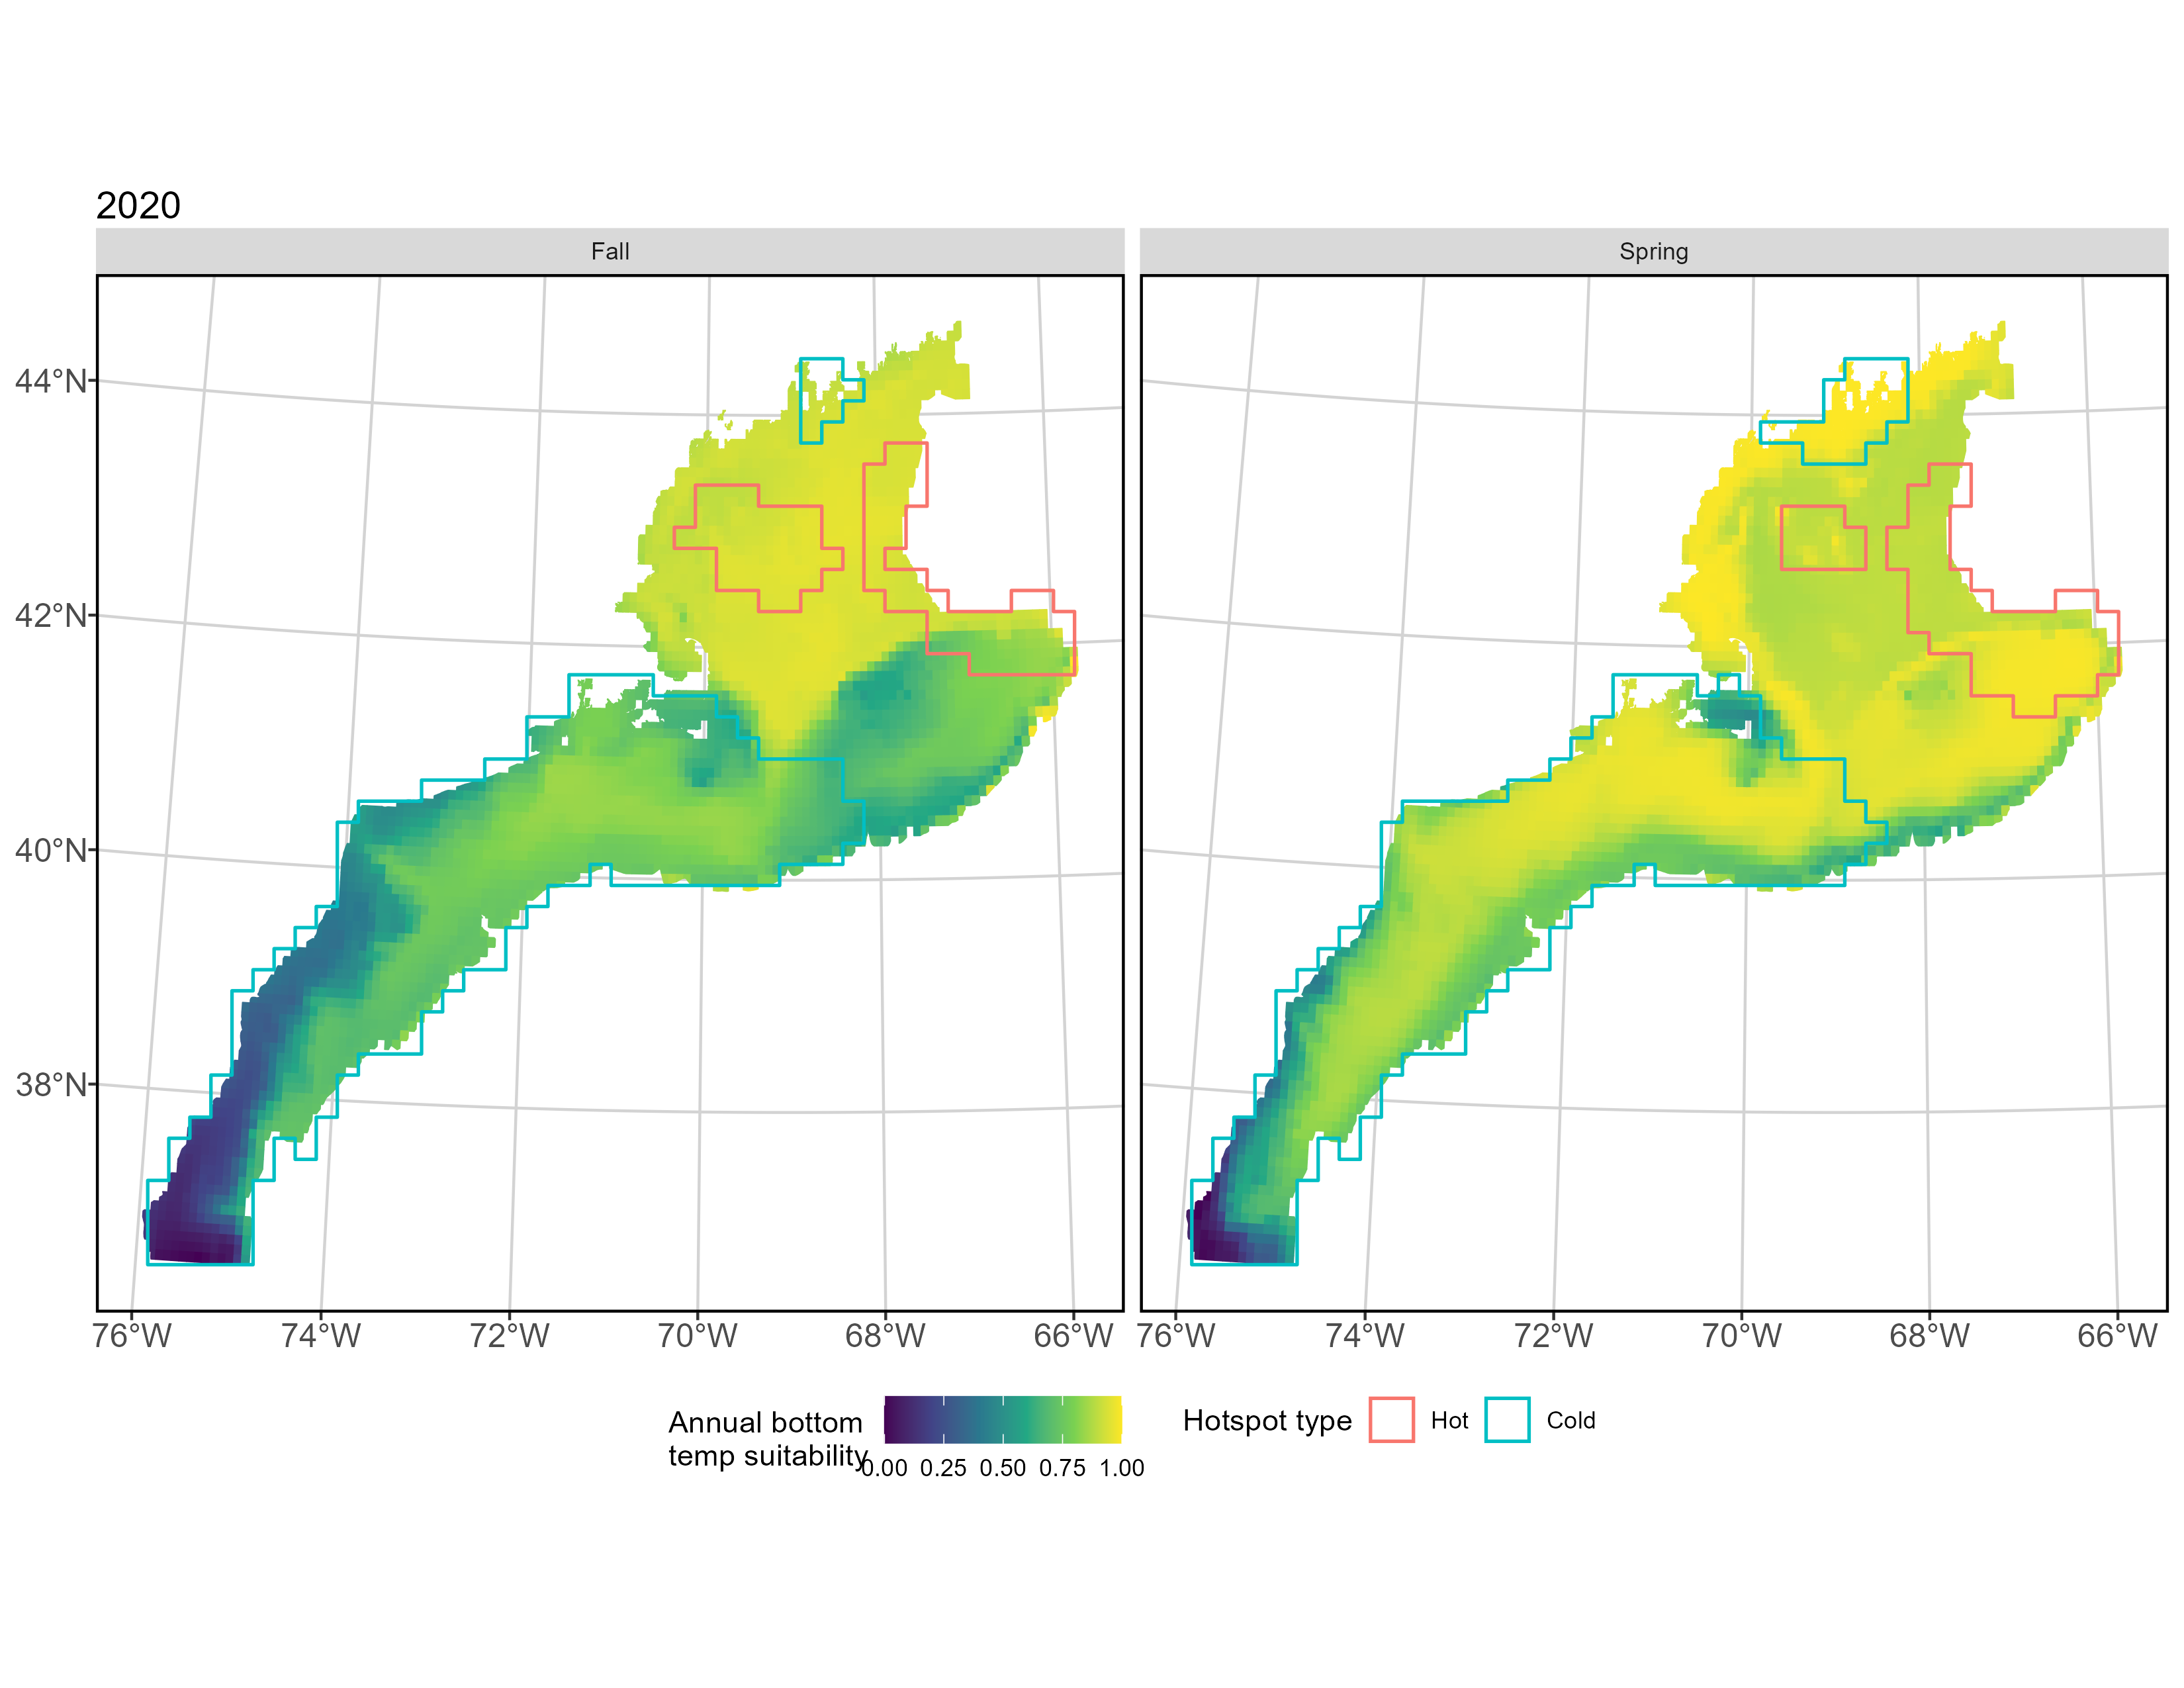 2020
Fall
Spring
44°N
42°N
40°N
38°N
76°W 74°W 72°W 70°W 68°W 66°W
76°W 74°W 72°W 70°W 68°W 66°W
Annual bottom
temp suitability
0.00 0.25 0.50 0.75 1.00
Hotspot type
Hot
Cold